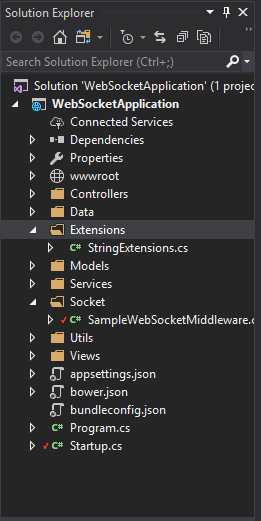 Solution Explorer
Search Solution Explorer (Ctrl+;)
Solution 'WebSocketApplication' (1 projec
WebSocketApplication
Connected Services
Dependencies
Properties
wwwroot
Controllers
Data
Extensions
C# StringExtensions.cs
Models
Services
Socket
C# SampleWebSocketMiddleware.c
Utils
Views
appsettings.json
bower.json
bundleconfig.json
C# Program.cs
C# Startup.cs